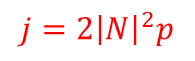 j = 2|N|²p